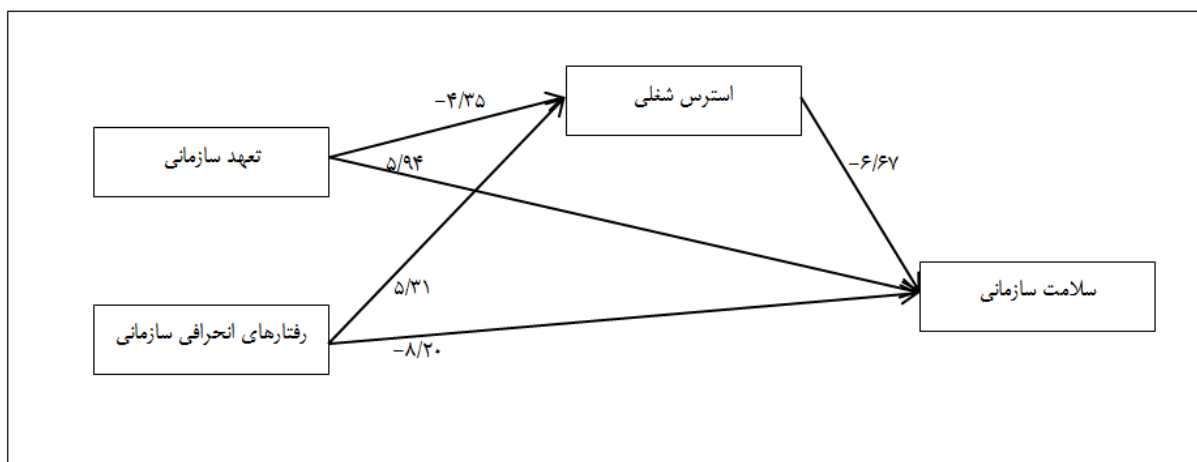 استرس شغلی
-۴/۳۵
تعهد سازمانی
۵/۹۴
-۶/۶۷
سلامت سازمانی
۵/۳۱
رفتارهای انحرافی سازمانی
-۸/۲۰